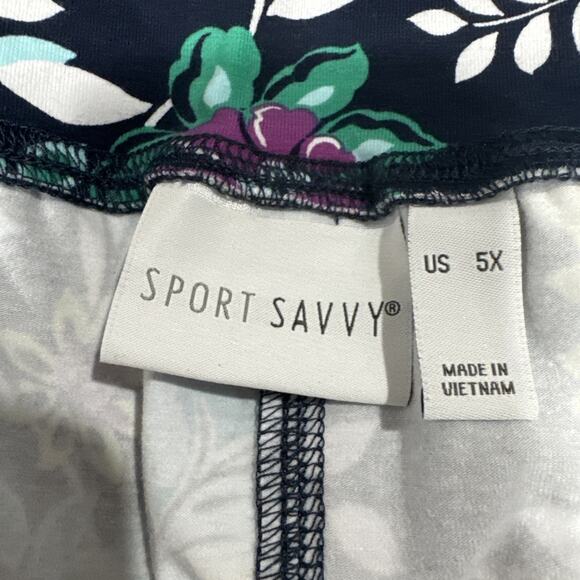 SPORT SAVVY®
US 5X
MADE IN
VIETNAM